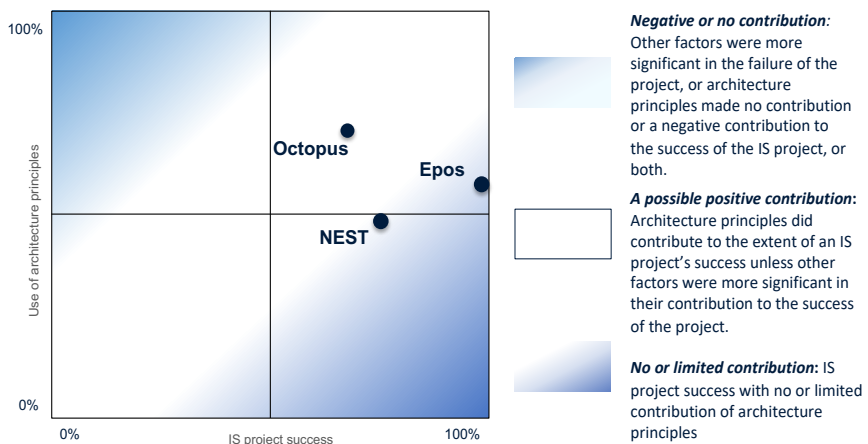 100%
Use of architecture principles
0%
Octopus
Epos
NEST
0%
IS project success
100%
Negative or no contribution:
Other factors were more
significant in the failure of the
project, or architecture
principles made no contribution
or a negative contribution to
the success of the IS project, or
both.
A possible positive contribution:
Architecture principles did
contribute to the extent of an IS
project’s success unless other
factors were more significant in
their contribution to the success
of the project.
No or limited contribution: IS
project success with no or limited
contribution of architecture
principles